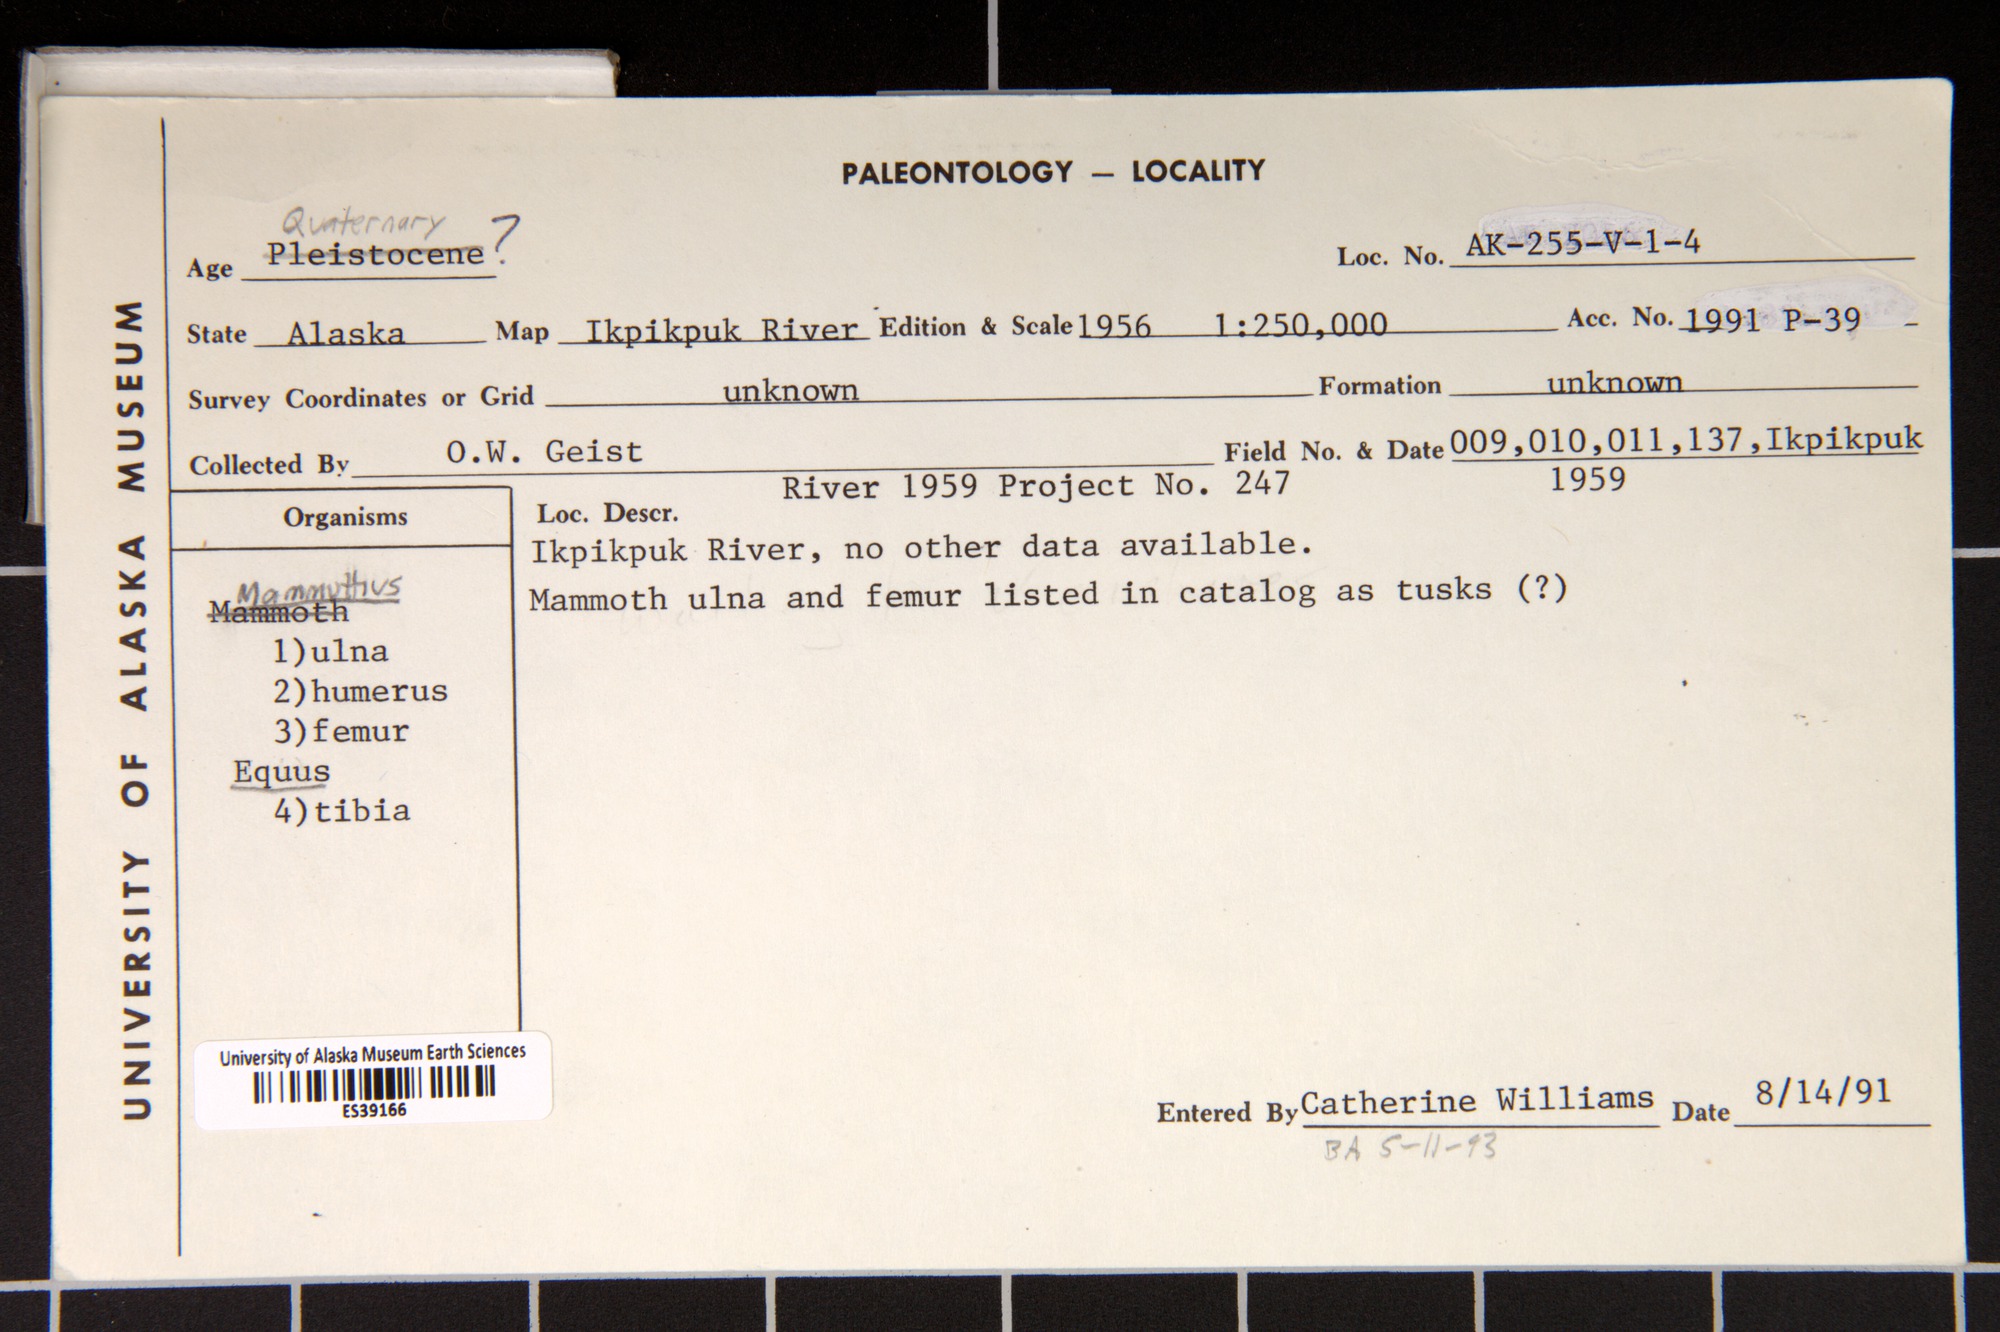 PALEONTOLOGY — LOCALITY
Quaternary
Age Pleistocene ?
Loc. No. AK-255-V-1-4
State Alaska Map Ikpikpuk River Edition & Scale 1956 1:250,000 Acc. No. 1991 P-39
Survey Coordinates or Grid unknown Formation unknown
Collected By O.W. Geist Field No. & Date 009,010,011,137,Ikpikpuk
River 1959 Project No. 247 1959
Organisms
Loc. Descr.
Ikpikpuk River, no other data available.
Mammoth ulna and femur listed in catalog as tusks (?)
Mammuthus
Mammoth
1)ulna
2)humerus
3)femur
Equus
4)tibia
University of Alaska Museum Earth Sciences
ES39166
Entered By Catherine Williams Date 8/14/91
BA 5-11-93
UNIVERSITY OF ALASKA MUSEUM